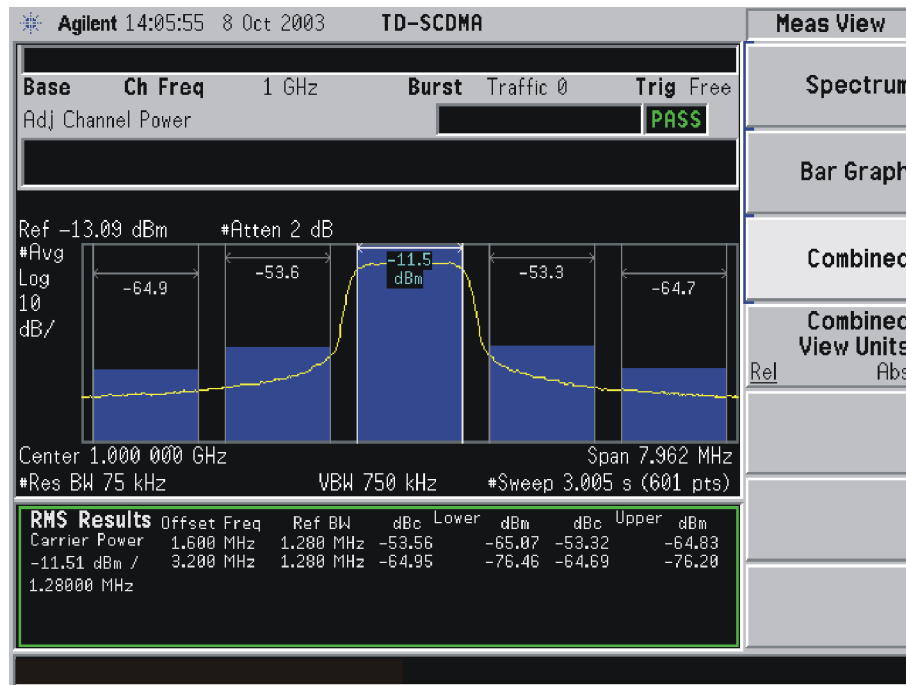 Agilent 14:05:55 8 Oct 2003 TD-SCDMA
Meas View
Base Ch Freq 1 GHz Burst Traffic 0 Trig Free
Adj Channel Power PASS
Spectrum
Bar Graph
Combined
Combined
View Units
Rel Abs
Ref -13.09 dBm #Atten 2 dB
#Avg
Log
10
dB/
-64.9 -53.6 -11.5 dBm -53.3 -64.7
Center 1.000 000 GHz Span 7.962 MHz
#Res BW 75 kHz VBW 750 kHz #Sweep 3.005 s (601 pts)
RMS Results Offset Freq Ref BW dBc Lower dBm dBc Upper dBm
Carrier Power 1.600 MHz 1.280 MHz -53.56 -65.07 -53.32 -64.83
-11.51 dBm / 3.200 MHz 1.280 MHz -64.95 -76.46 -64.69 -76.20
1.28000 MHz